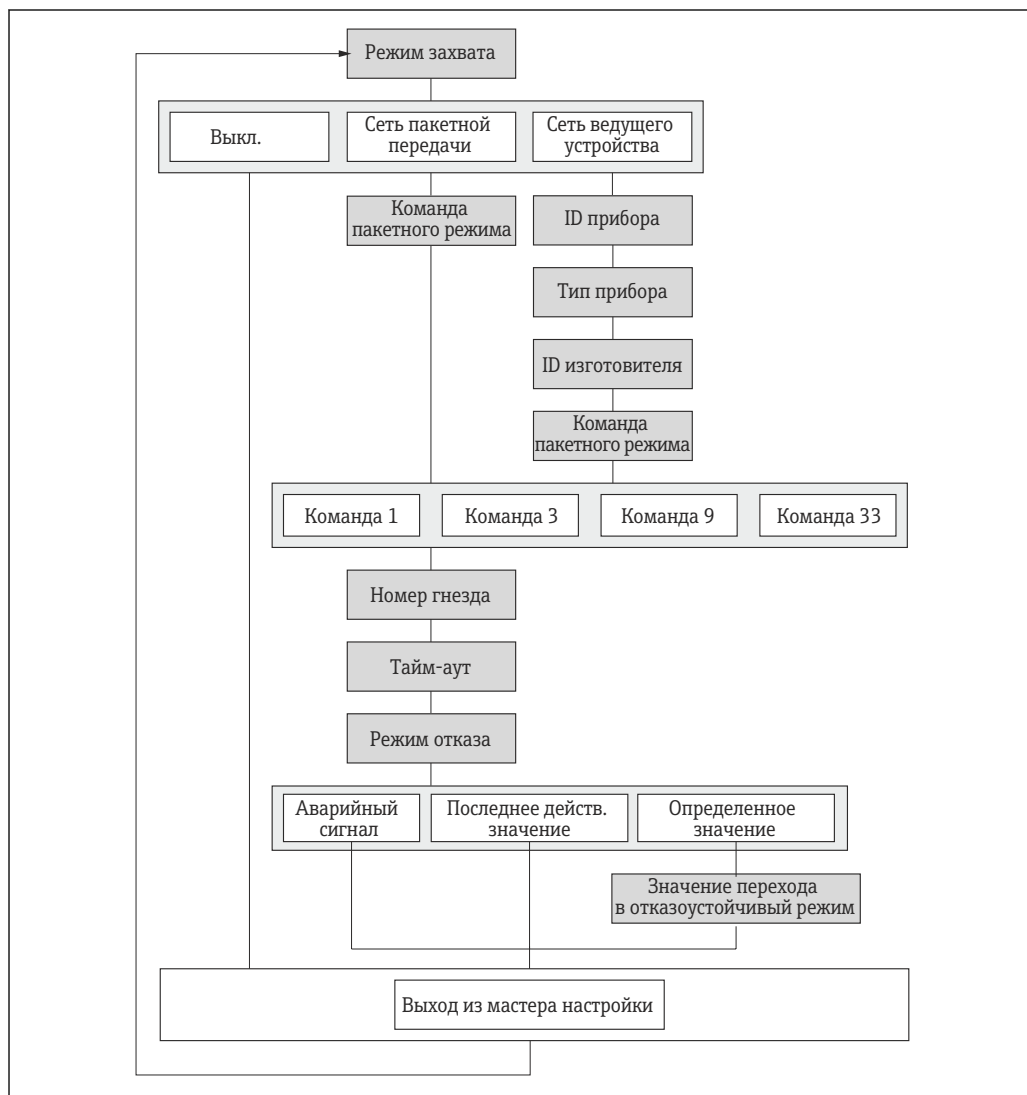 Режим захвата
Выкл.
Сеть пакетной
передачи
Сеть ведущего
устройства
Команда
пакетного режима
ID прибора
Тип прибора
ID изготовителя
Команда
пакетного режима
Команда 1
Команда 3
Команда 9
Команда 33
Номер гнезда
Тайм-аут
Режим отказа
Аварийный
сигнал
Последнее действ.
значение
Определенное
значение
Значение перехода
в отказоустойчивый режим
Выход из мастера настройки